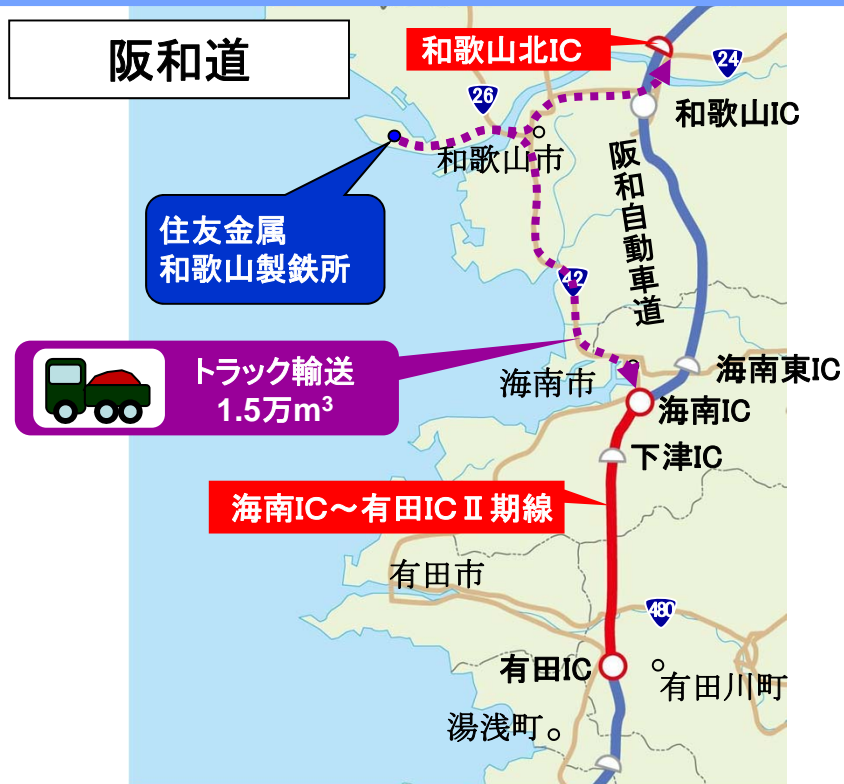 阪和道
和歌山北IC
24
26
和歌山IC
和歌山市
阪和自動車道
住友金属
和歌山製鉄所
42
トラック輸送
1.5万m³
海南市
海南東IC
海南IC
下津IC
海南IC～有田ICⅡ期線
有田市
480
有田IC
有田川町
湯浅町